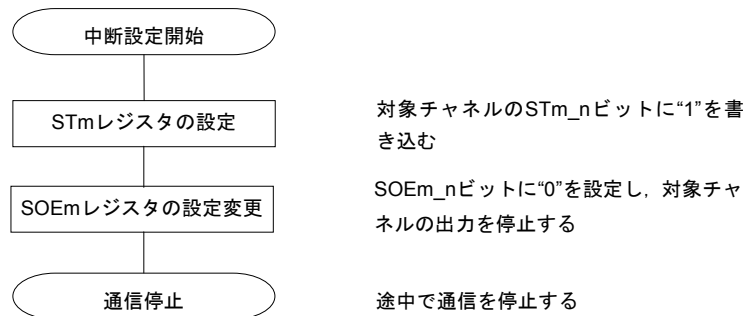 中断設定開始
STmレジスタの設定
対象チャネルのSTm_nビットに“1”を書
き込む
SOEmレジスタの設定変更
SOEm_nビットに“0”を設定し，対象チャ
ネルの出力を停止する
通信停止
途中で通信を停止する